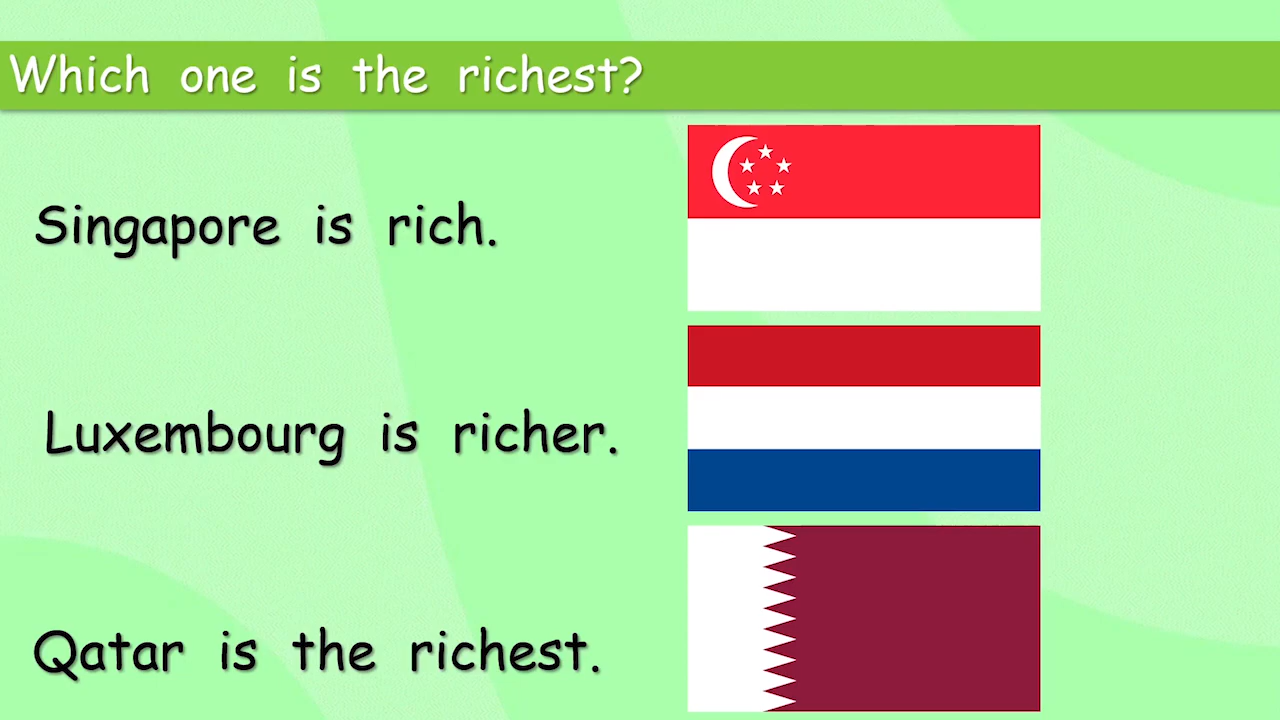 Which one is the richest?
Singapore is rich.
Luxembourg is richer.
Qatar is the richest.